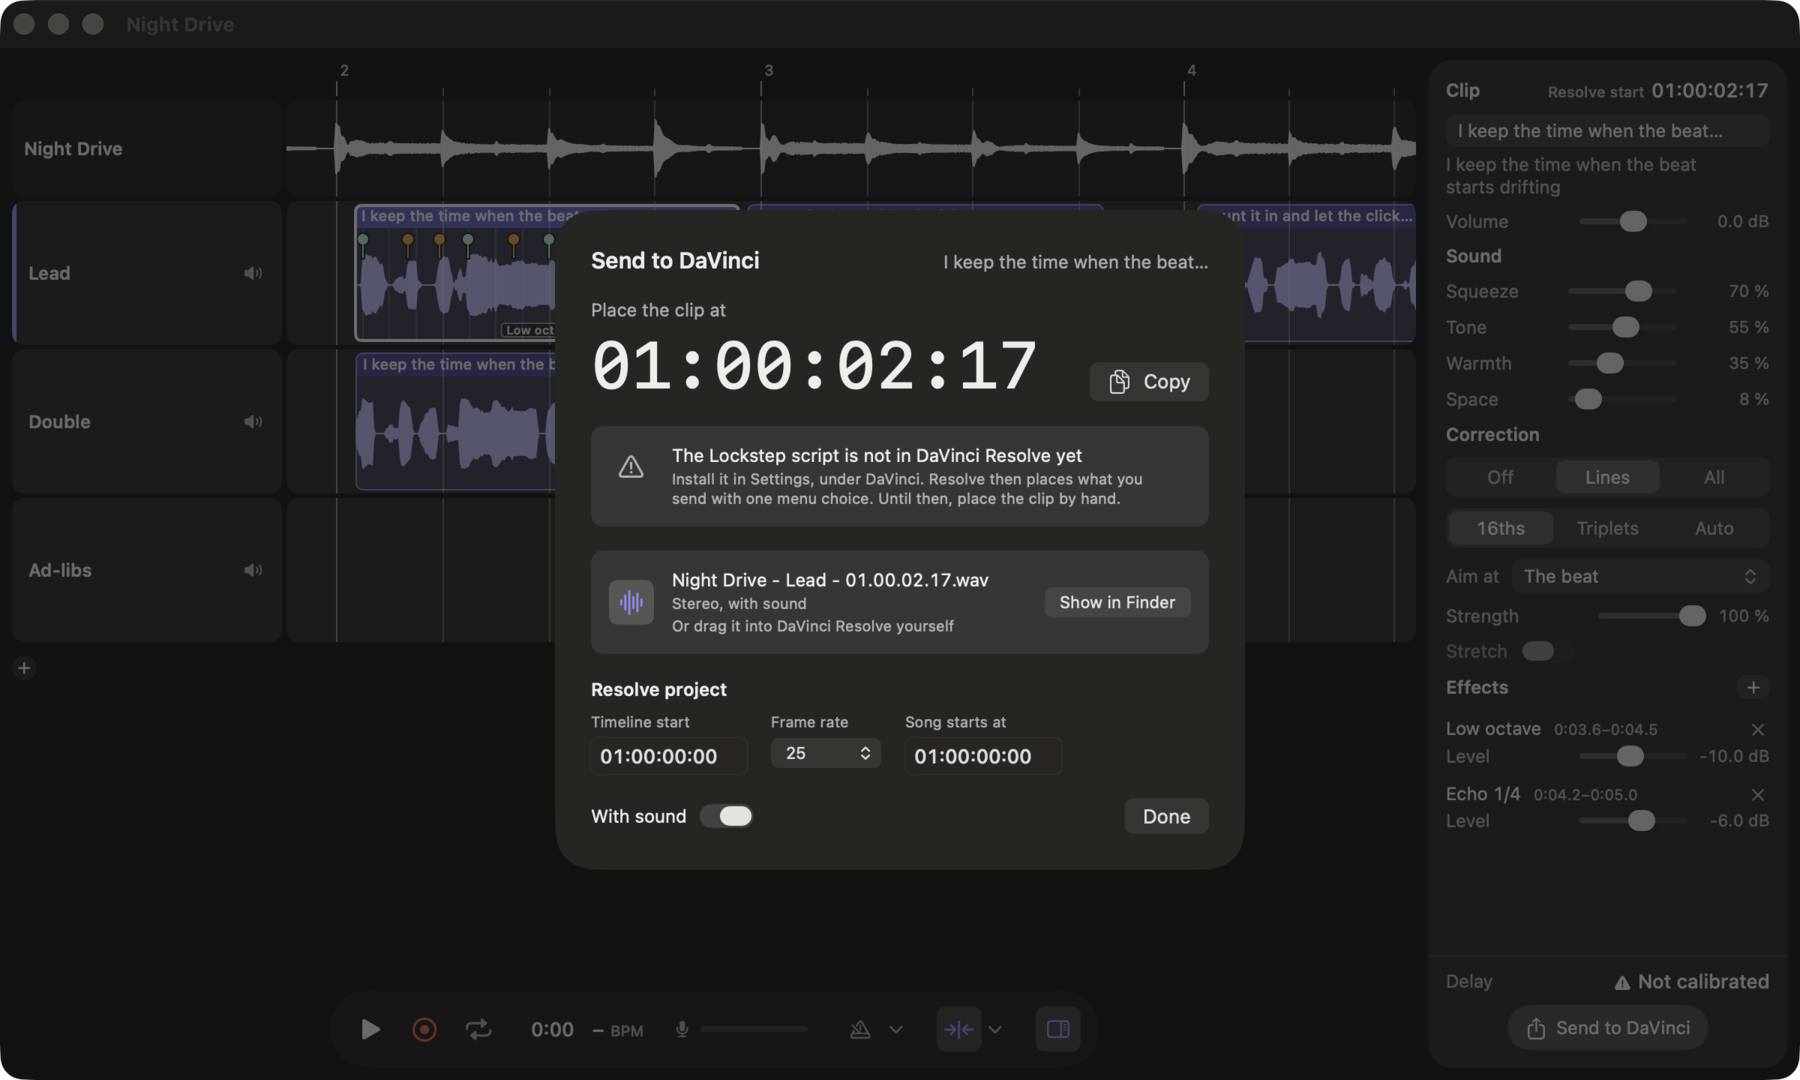 Night Drive
2
3
4
Night Drive
Lead
I keep the time when the beat
unt it in and let the click...
Low oct
Double
I keep the time when the b
Ad-libs
Send to DaVinci
I keep the time when the beat...
Place the clip at
01:00:02:17
Copy
The Lockstep script is not in DaVinci Resolve yet
Install it in Settings, under DaVinci. Resolve then places what you
send with one menu choice. Until then, place the clip by hand.
Night Drive - Lead - 01.00.02.17.wav
Stereo, with sound
Or drag it into DaVinci Resolve yourself
Show in Finder
Resolve project
Timeline start
Frame rate
Song starts at
01:00:00:00
25
01:00:00:00
With sound
Done
Clip
Resolve start 01:00:02:17
I keep the time when the beat...
I keep the time when the beat
starts drifting
Volume
0.0 dB
Sound
Squeeze
70 %
Tone
55 %
Warmth
35 %
Space
8 %
Correction
Off
Lines
All
16ths
Triplets
Auto
Aim at
The beat
Strength
100 %
Stretch
Effects
Low octave 0:03.6–0:04.5
Level
-10.0 dB
Echo 1/4 0:04.2–0:05.0
Level
-6.0 dB
Delay
Not calibrated
Send to DaVinci
0:00
– BPM